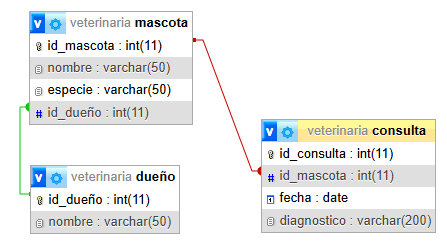 v veterinaria mascota
id_mascota : int(11)
nombre : varchar(50)
especie : varchar(50)
# id_dueño : int(11)
v veterinaria dueño
id_dueño : int(11)
nombre : varchar(50)
v veterinaria consulta
id_consulta : int(11)
# id_mascota : int(11)
fecha : date
diagnostico : varchar(200)